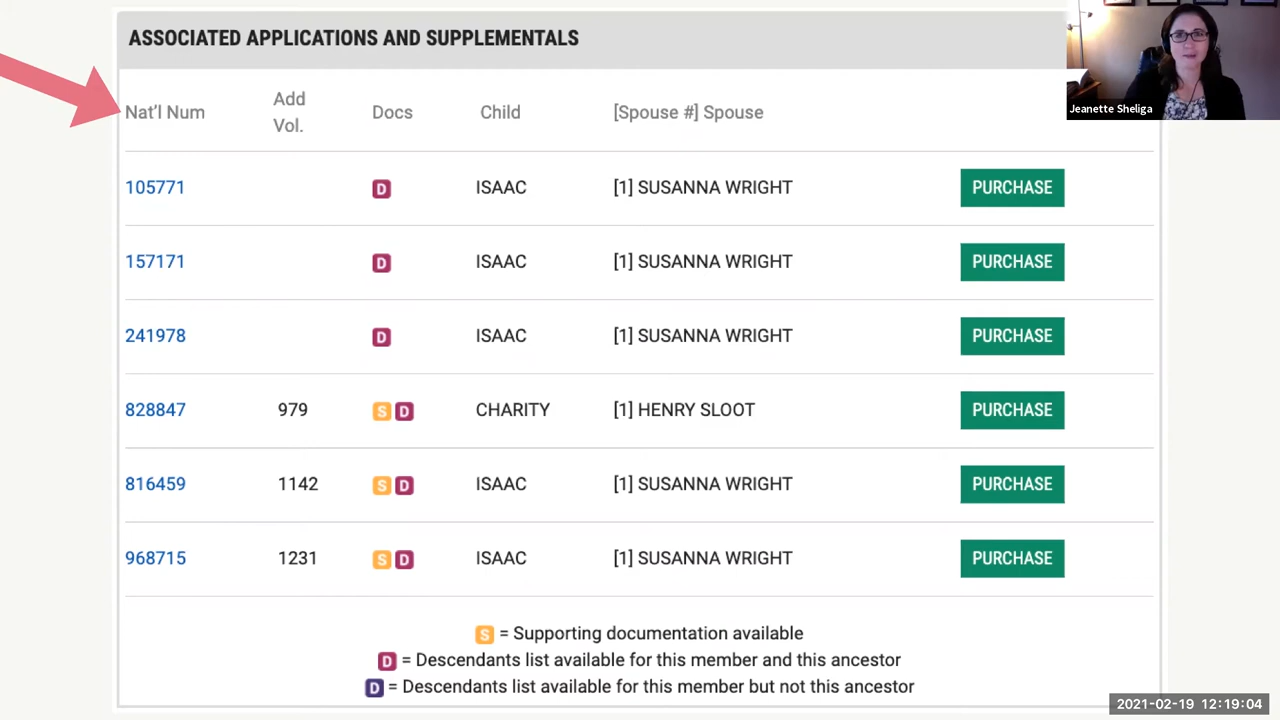 ASSOCIATED APPLICATIONS AND SUPPLEMENTALS
Jeanette Sheliga
Nat'l Num Add Vol. Docs Child [Spouse #] Spouse
105771 D ISAAC [1] SUSANNA WRIGHT PURCHASE
157171 D ISAAC [1] SUSANNA WRIGHT PURCHASE
241978 D ISAAC [1] SUSANNA WRIGHT PURCHASE
828847 979 S D CHARITY [1] HENRY SLOOT PURCHASE
816459 1142 S D ISAAC [1] SUSANNA WRIGHT PURCHASE
968715 1231 S D ISAAC [1] SUSANNA WRIGHT PURCHASE
S = Supporting documentation available
D = Descendants list available for this member and this ancestor
D = Descendants list available for this member but not this ancestor
2021-02-19 12:19:04